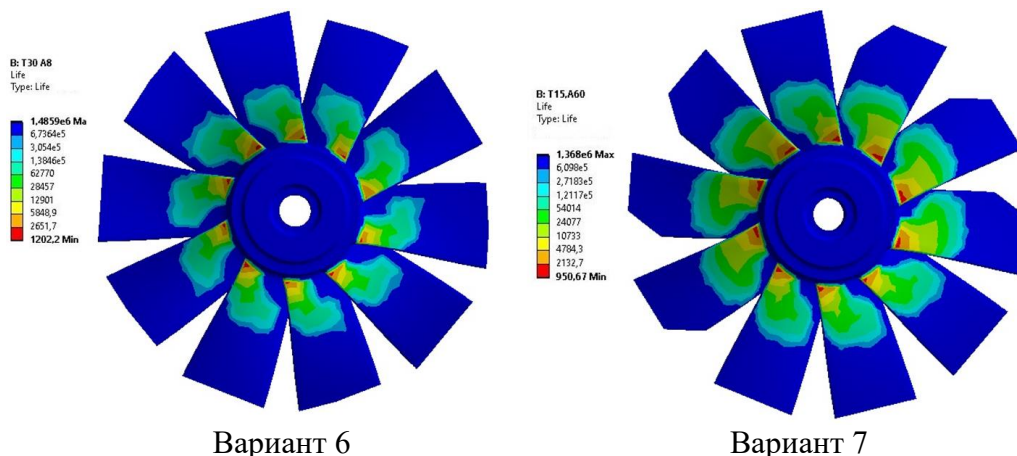 B: T30 A8
Life
Type: Life
1,4859e6 Ma
6,7364e5
3,054e5
1,3846e5
62770
28457
12901
5848,9
2651,7
1202,2 Min
Вариант 6
B: T15,A60
Life
Type: Life
1,368e6 Max
6,098e5
2,7183e5
1,2117e5
54014
24077
10733
4784,3
2132,7
950,67 Min
Вариант 7